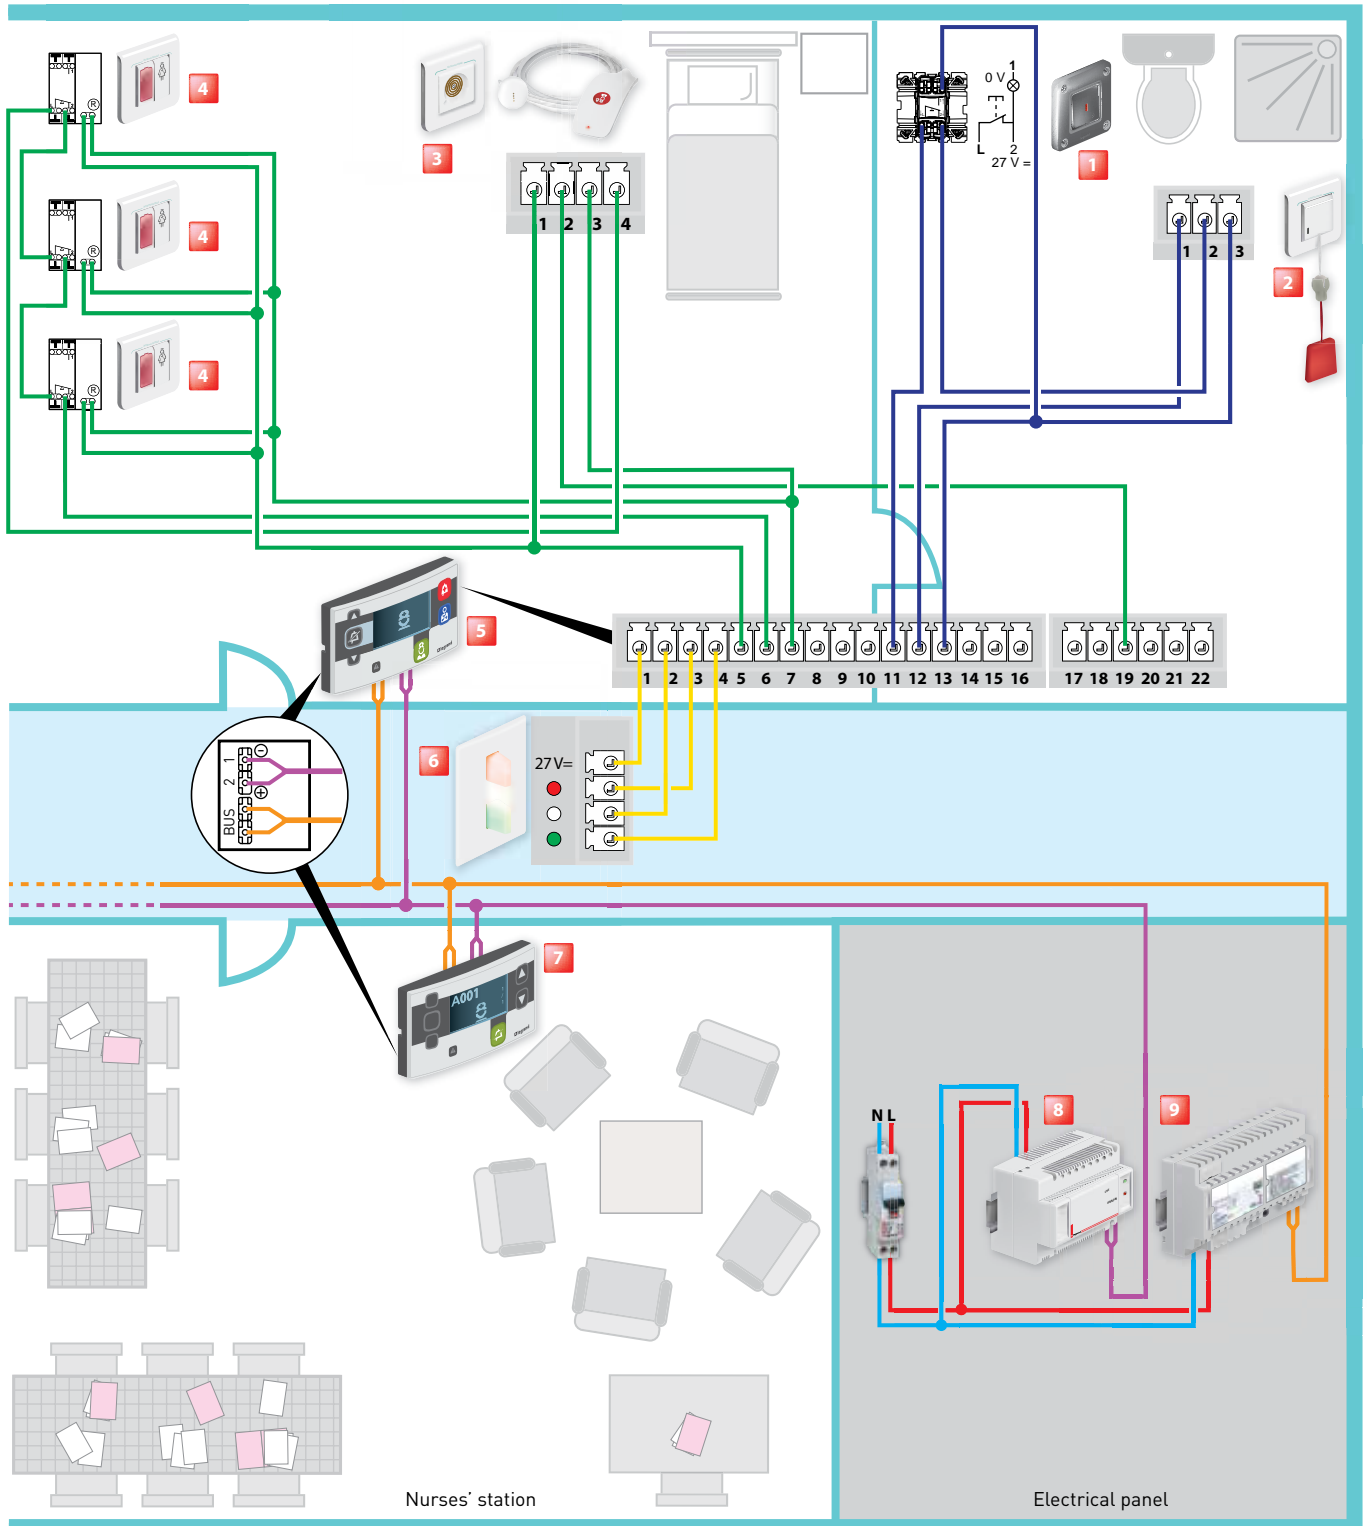 4
4
4
R
R
R
3
1 2 3 4
0 V 1
L 2
27 V =
1
1 2 3
2
5
1 2 3 4 5 6 7 8 9 10 11 12 13 14 15 16
17 18 19 20 21 22
6
27 V=
1
2
BUS
7
A001
N L
8
9
Nurses’ station
Electrical panel